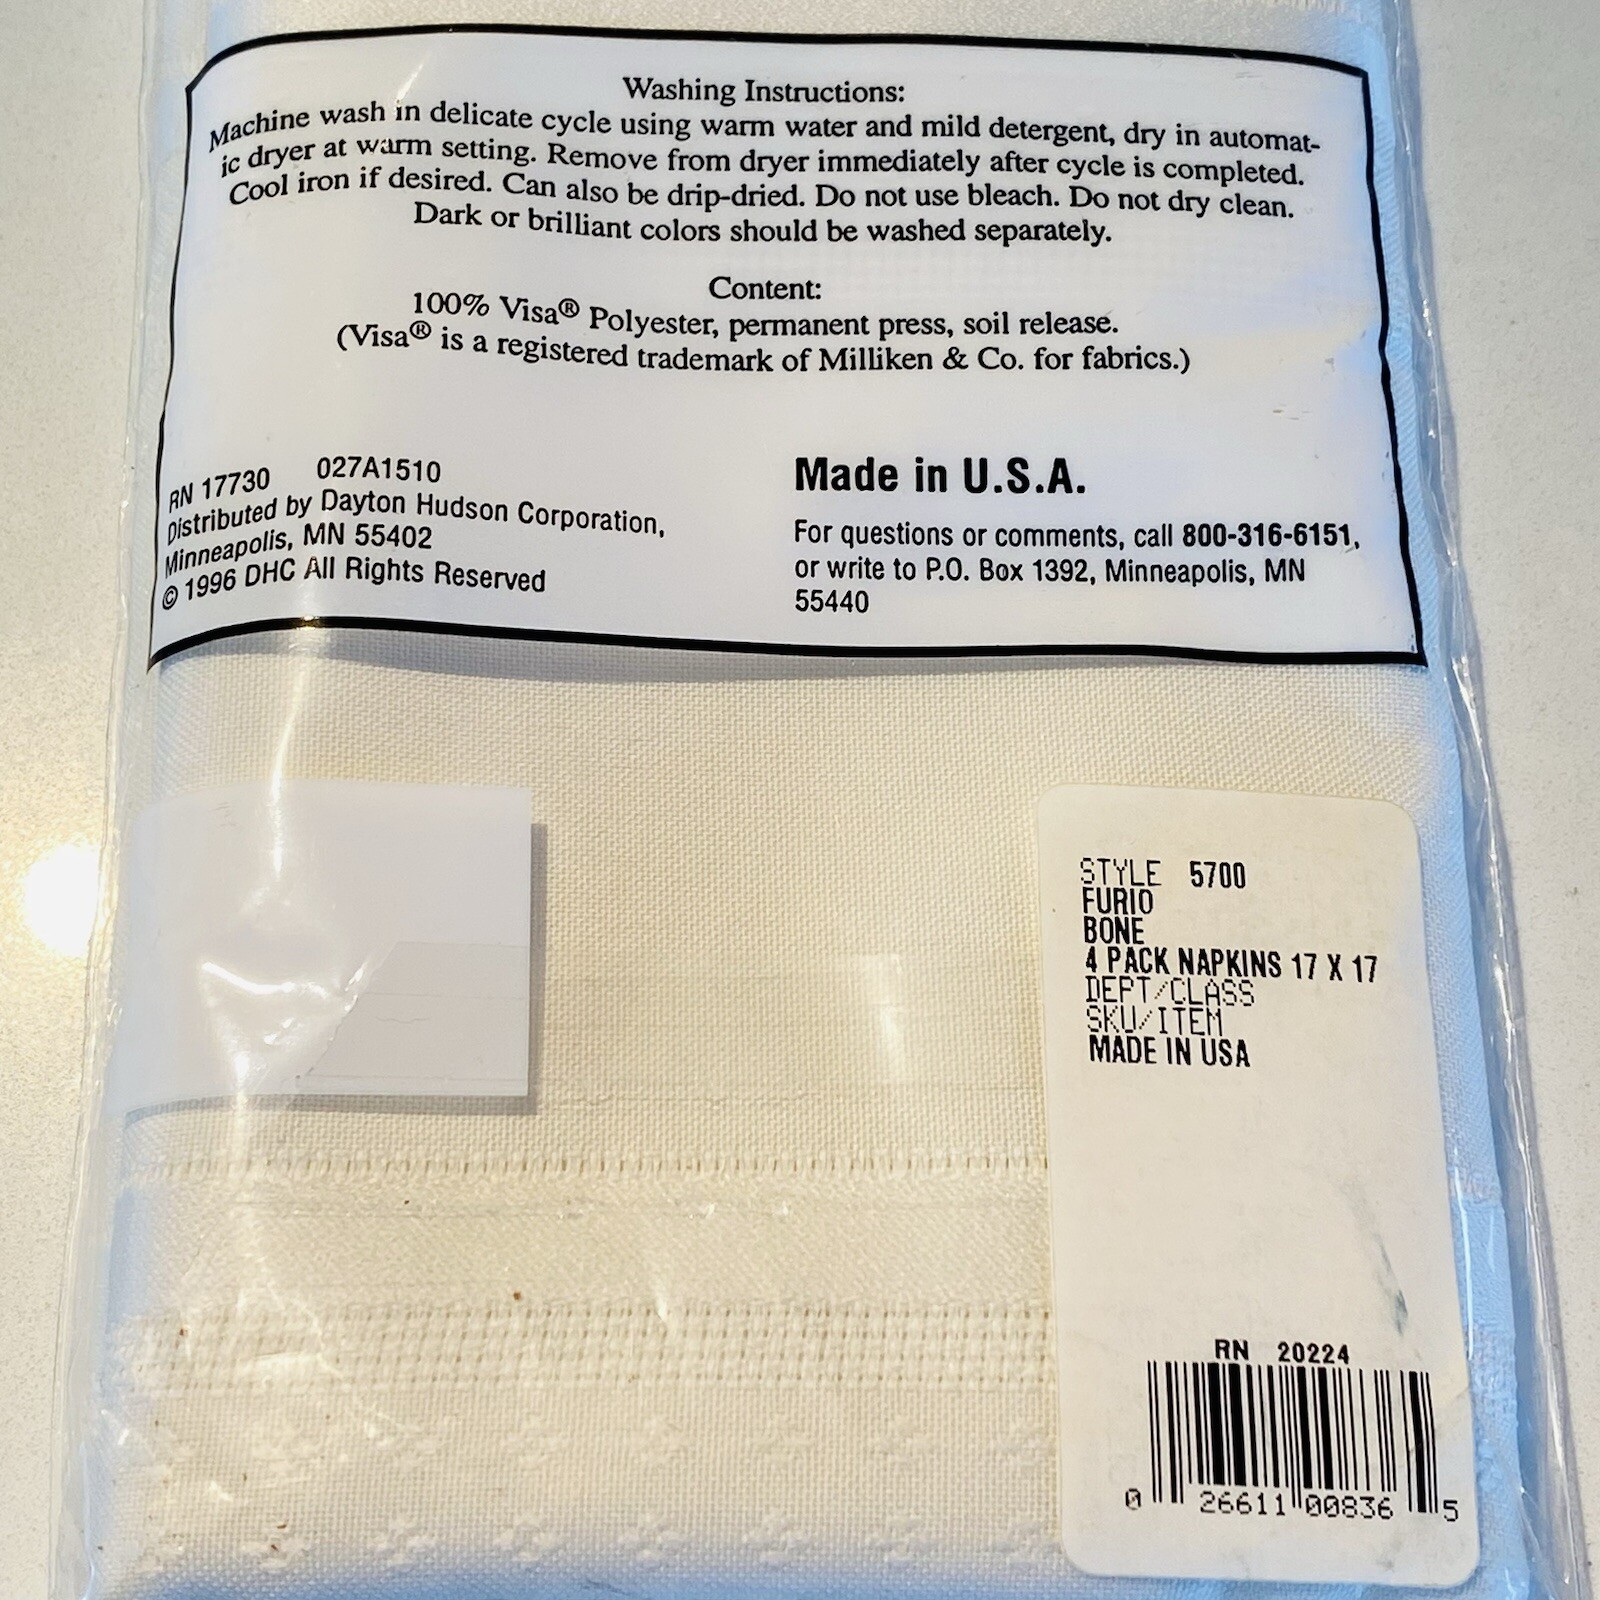 Washing Instructions:
Machine wash in delicate cycle using warm water and mild detergent, dry in automat-
ic dryer at warm setting. Remove from dryer immediately after cycle is completed.
Cool iron if desired. Can also be drip-dried. Do not use bleach. Do not dry clean.
Dark or brilliant colors should be washed separately.
Content:
100% Visa® Polyester, permanent press, soil release.
(Visa® is a registered trademark of Milliken & Co. for fabrics.)
RN 17730 027A1510
Distributed by Dayton Hudson Corporation,
Minneapolis, MN 55402
© 1996 DHC All Rights Reserved
Made in U.S.A.
For questions or comments, call 800-316-6151,
or write to P.O. Box 1392, Minneapolis, MN
55440
STYLE 5700
FURIO
BONE
4 PACK NAPKINS 17 X 17
DEPT/CLASS
SKU/ITEM
MADE IN USA
RN 20224
0 26611 00836 5